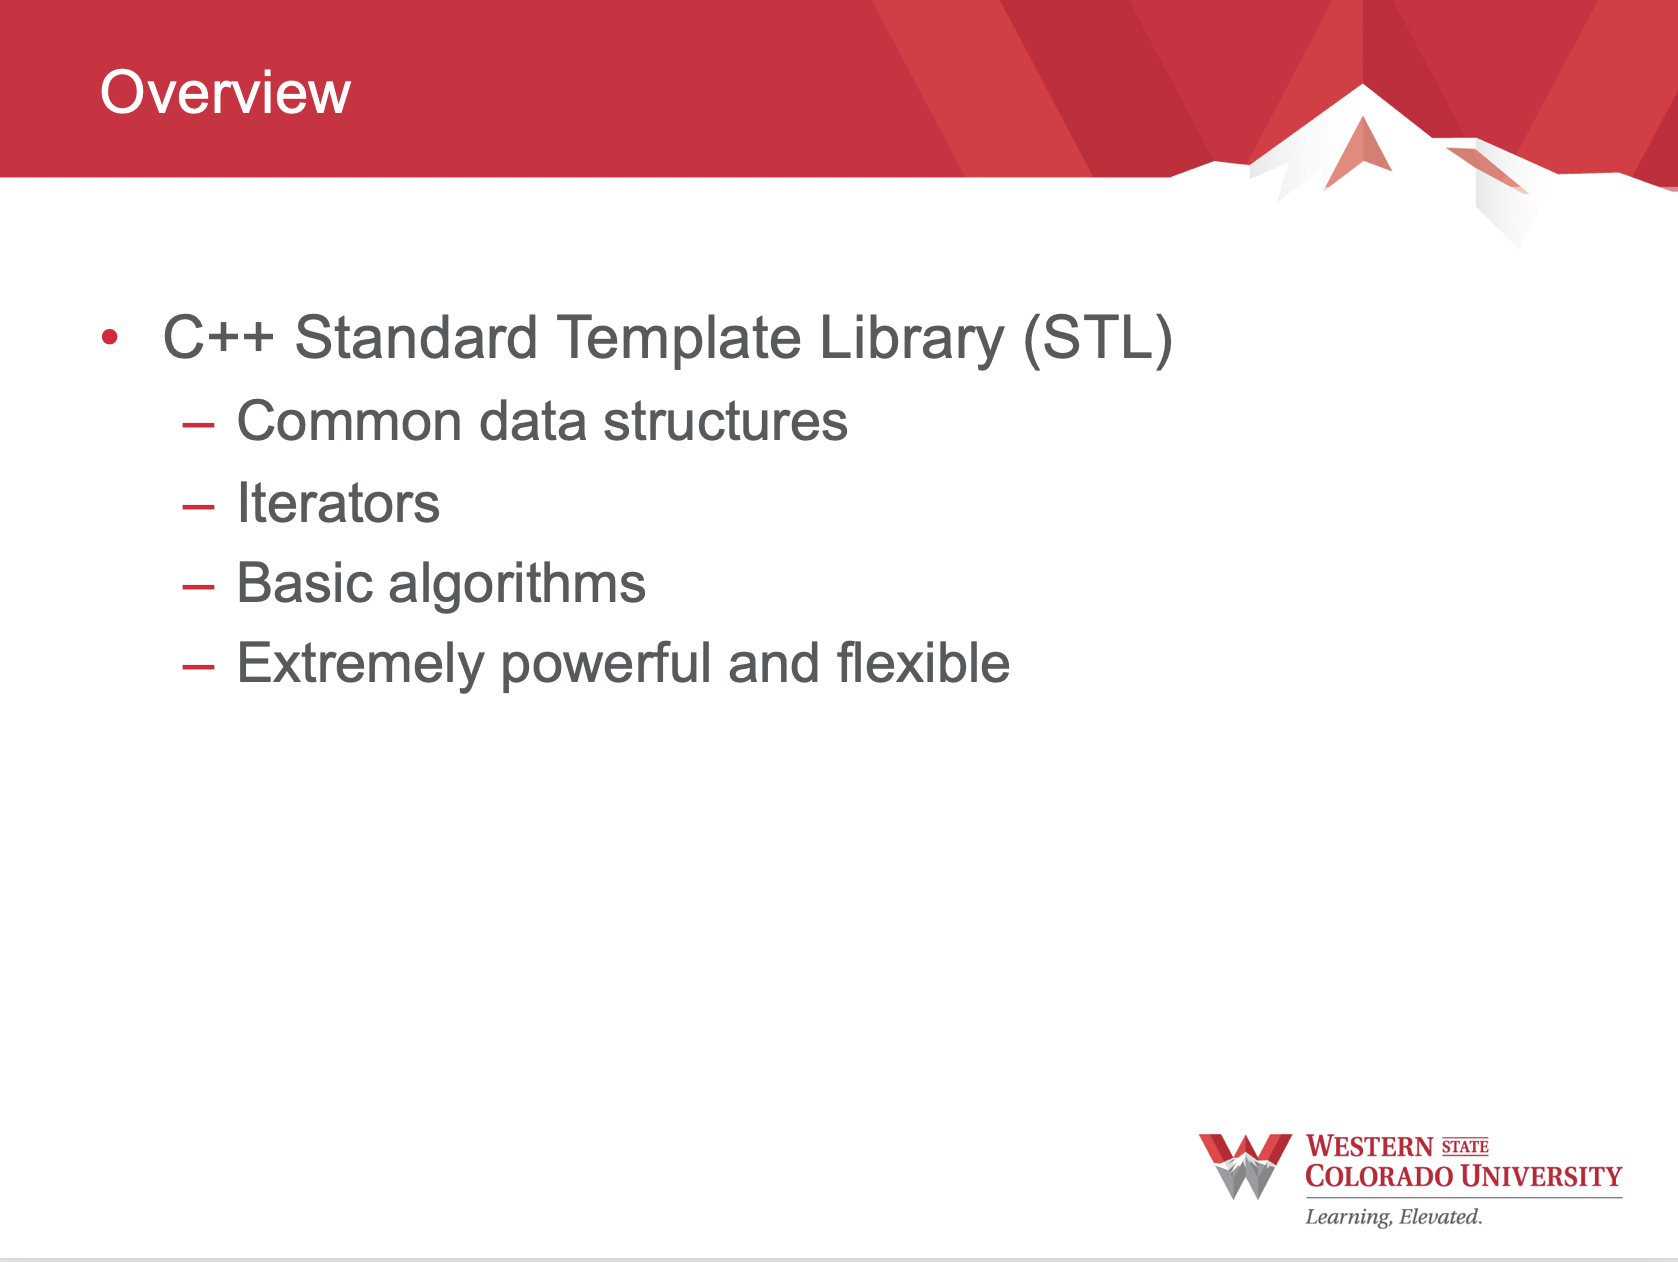 Overview
• C++ Standard Template Library (STL)
– Common data structures
– Iterators
– Basic algorithms
– Extremely powerful and flexible
WESTERN STATE
COLORADO UNIVERSITY
Learning, Elevated.